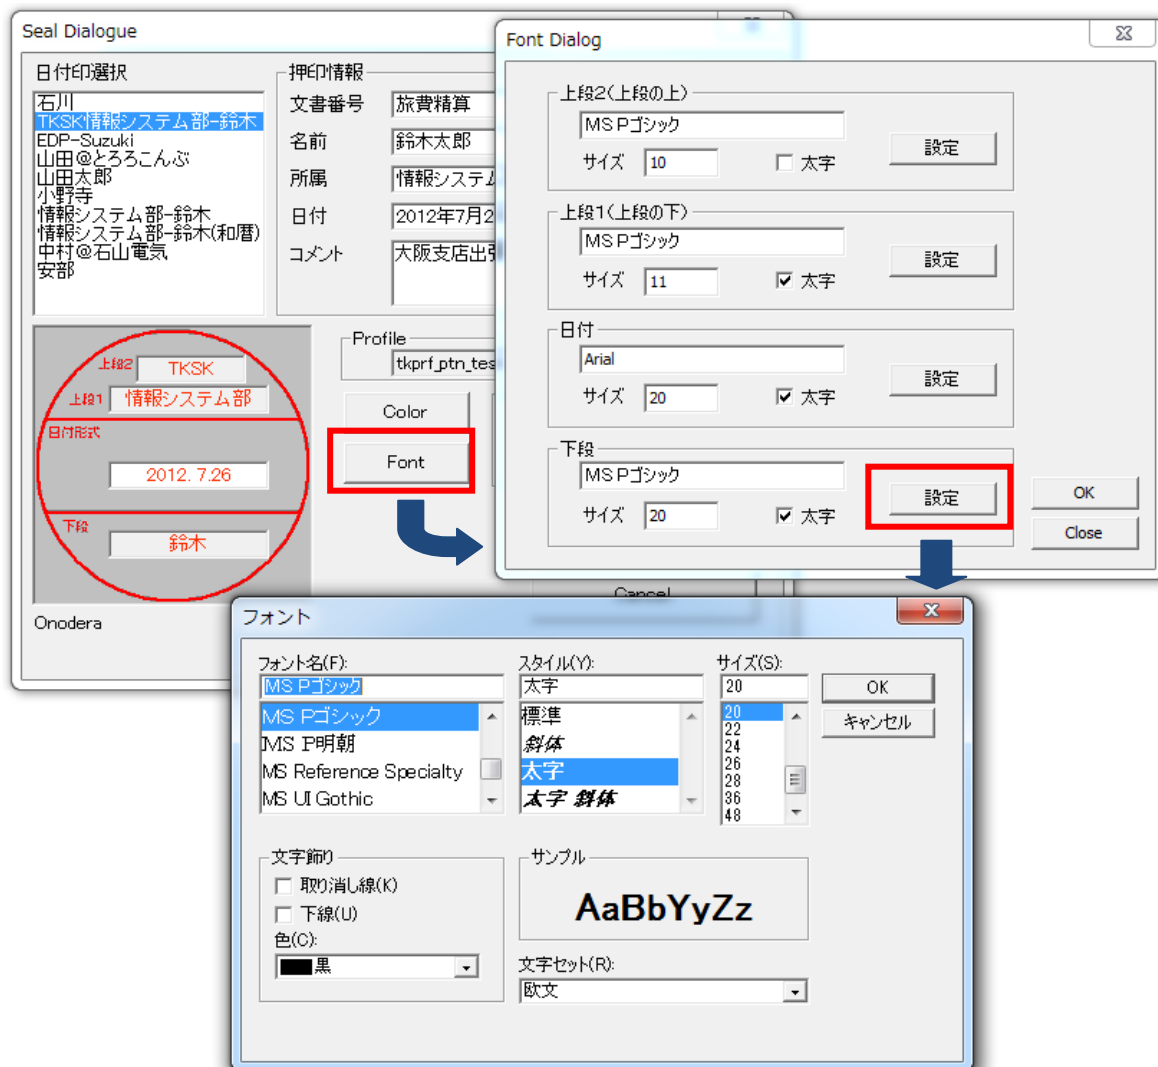 Seal Dialogue
日付印選択
石川
TKSK情報システム部-鈴木
EDP-Suzuki
山田@とろろこんぶ
山田太郎
小野寺
情報システム部-鈴木
情報システム部-鈴木(和暦)
中村@石山電気
安部
押印情報
文書番号 旅費精算
名前 鈴木太郎
所属 情報システム
日付 2012年7月2
コメント 大阪支店出張
上段2 TKSK
上段1 情報システム部
日付形式
2012. 7.26
下段
鈴木
Profile
tkprf_ptn_tes
Color
Font
Cancel
Onodera
Font Dialog
上段2(上段の上)
MS Pゴシック
サイズ 10 太字
設定
上段1(上段の下)
MS Pゴシック
サイズ 11 太字
設定
日付
Arial
サイズ 20 太字
設定
下段
MS Pゴシック
サイズ 20 太字
設定
OK
Close
フォント
フォント名(F):
MS Pゴシック
MS Pゴシック
MS P明朝
MS Reference Specialty
MS UI Gothic
スタイル(Y):
太字
標準
斜体
太字
太字 斜体
サイズ(S):
20
20
22
24
26
28
36
48
OK
キャンセル
文字飾り
取り消し線(K)
下線(U)
色(C):
黒
サンプル
AaBbYyZz
文字セット(R):
欧文